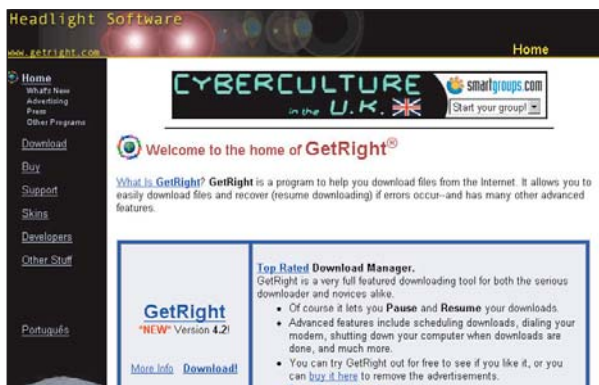 Headlight Software
www.getright.com
Home
Home
What's New
Advertising
Press
Other Programs
Download
Buy
Support
Skins
Developers
Other Stuff
Português
CYBERCULTURE
in the U.K.
smartgroups.com
Start your group!
Welcome to the home of GetRight®
What Is GetRight? GetRight is a program to help you download files from the Internet. It allows you to
easily download files and recover (resume downloading) if errors occur--and has many other advanced
features.
GetRight
*NEW* Version 4.2!
More Info Download!
Top Rated Download Manager.
GetRight is a very full featured downloading tool for both the serious
downloader and novices alike.
• Of course it lets you Pause and Resume your downloads.
• Advanced features include scheduling downloads, dialing your
modem, shutting down your computer when downloads are
done, and much more.
• You can try GetRight out for free to see if you like it, or you
can buy it here to remove the advertisements.